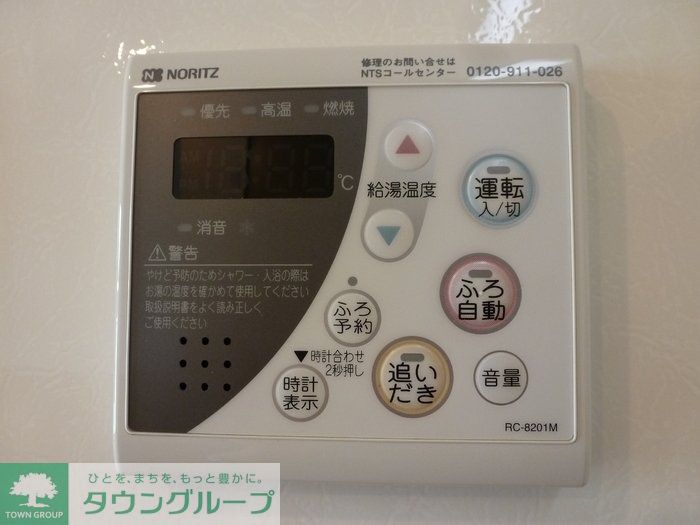 NORITZ
修理のお問い合せは
NTSコールセンター 0120-911-026
優先 高温 燃焼
AM
PM
℃
給湯温度
運転
入/切
消音
警告
やけど予防のためシャワー・入浴の際は
お湯の温度を確かめて使用してください
取扱説明書をよく読み正しく
ご使用ください
ふろ
自動
ふろ
予約
▼時計合わせ
2秒押し
時計
表示
追い
だき
音量
RC-8201M
TOWN GROUP
ひとを、まちを、もっと豊かに。
タウングループ